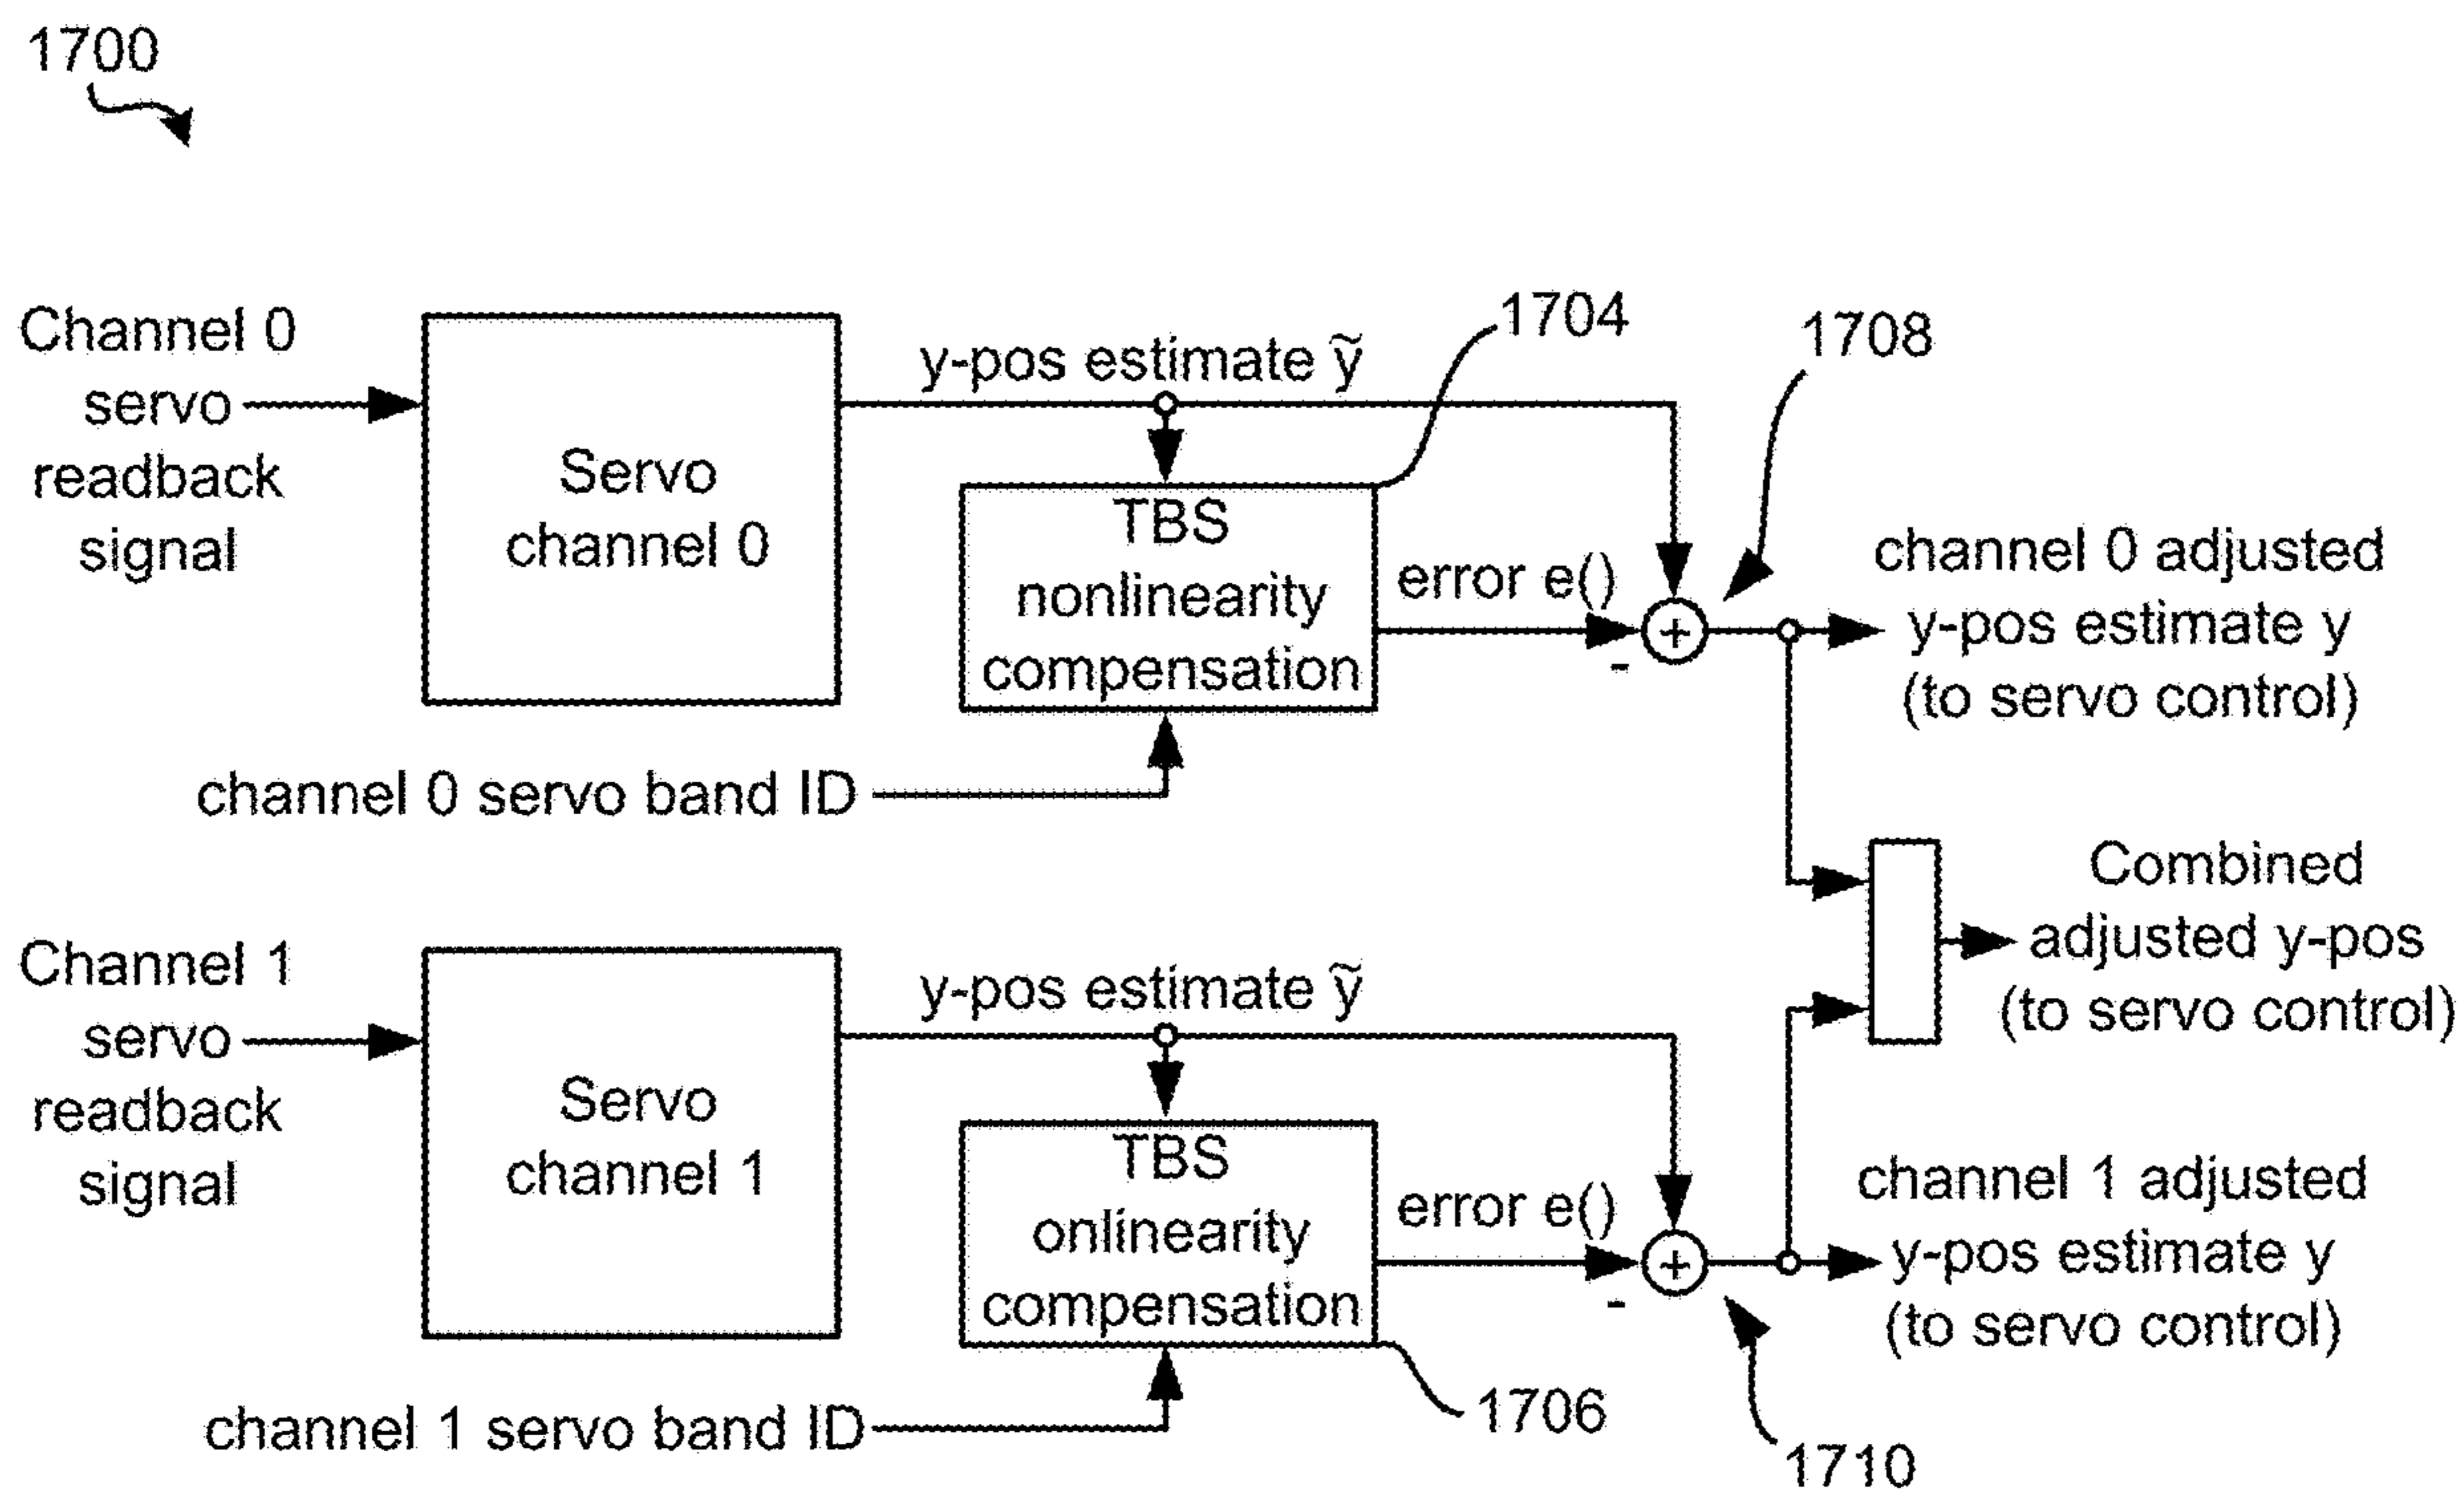 1700
Channel 0
servo
readback
signal
Servo
channel 0
y-pos estimate ỹ
1704
1708
TBS
nonlinearity
compensation
error e()
+
-
channel 0 adjusted
y-pos estimate y
(to servo control)
channel 0 servo band ID
Combined
adjusted y-pos
(to servo control)
Channel 1
servo
readback
signal
Servo
channel 1
y-pos estimate ỹ
TBS
onlinearity
compensation
error e()
+
-
channel 1 adjusted
y-pos estimate y
(to servo control)
channel 1 servo band ID
1706
1710